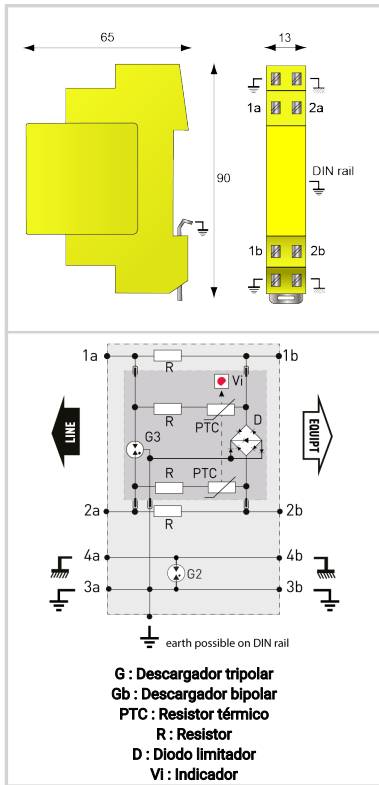 65
13
1a
2a
90
DIN rail
1b
2b
1a
1b
R
Vi
R
PTC
D
G3
LINE
EQUIPT
R
PTC
2a
2b
R
4a
4b
G2
3a
3b
earth possible on DIN rail
G : Descargador tripolar
Gb : Descargador bipolar
PTC : Resistor térmico
R : Resistor
D : Diodo limitador
Vi : Indicador